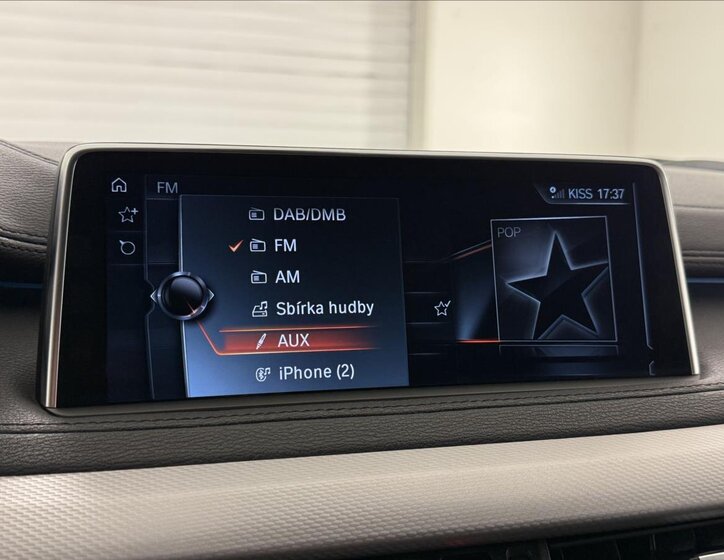 FM
KISS 17:37
DAB/DMB
FM
AM
Sbírka hudby
AUX
iPhone (2)
POP